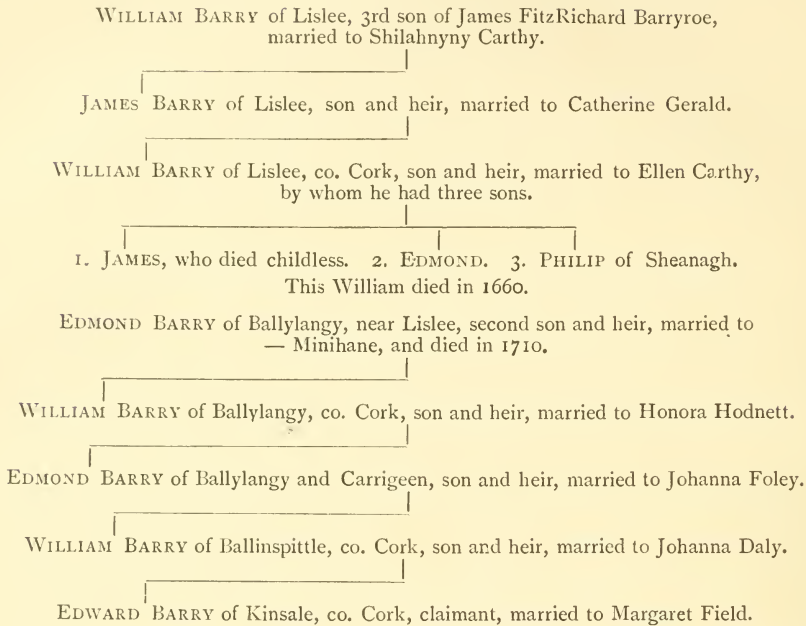 WILLIAM BARRY of Lislee, 3rd son of James FitzRichard Barryroe,
married to Shilahnyny Carthy.
JAMES BARRY of Lislee, son and heir, married to Catherine Gerald.
WILLIAM BARRY of Lislee, co. Cork, son and heir, married to Ellen Carthy,
by whom he had three sons.
1. JAMES, who died childless. 2. EDMOND. 3. PHILIP of Sheanagh.
This William died in 1660.
EDMOND BARRY of Ballylangy, near Lislee, second son and heir, married to
— Minihane, and died in 1710.
WILLIAM BARRY of Ballylangy, co. Cork, son and heir, married to Honora Hodnett.
EDMOND BARRY of Ballylangy and Carrigeen, son and heir, married to Johanna Foley.
WILLIAM BARRY of Ballinspittle, co. Cork, son and heir, married to Johanna Daly.
EDWARD BARRY of Kinsale, co. Cork, claimant, married to Margaret Field.